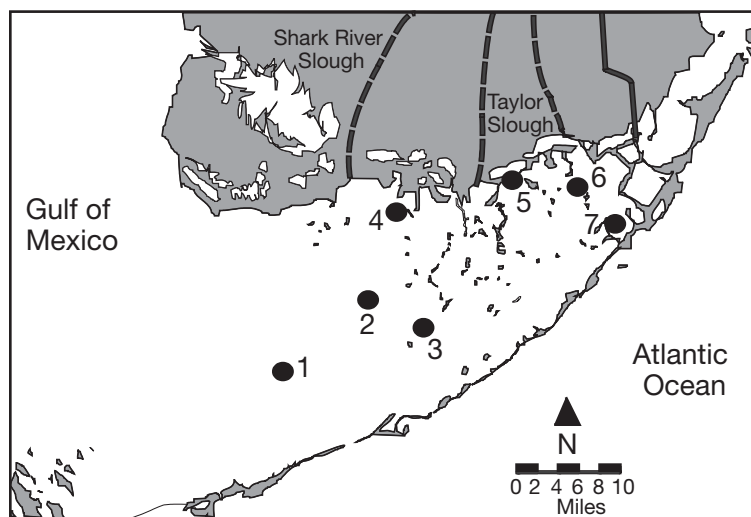 Shark River
Slough
Taylor
Slough
6
5
4
7
Gulf of
Mexico
2
3
1
Atlantic
Ocean
N
0 2 4 6 8 10
Miles